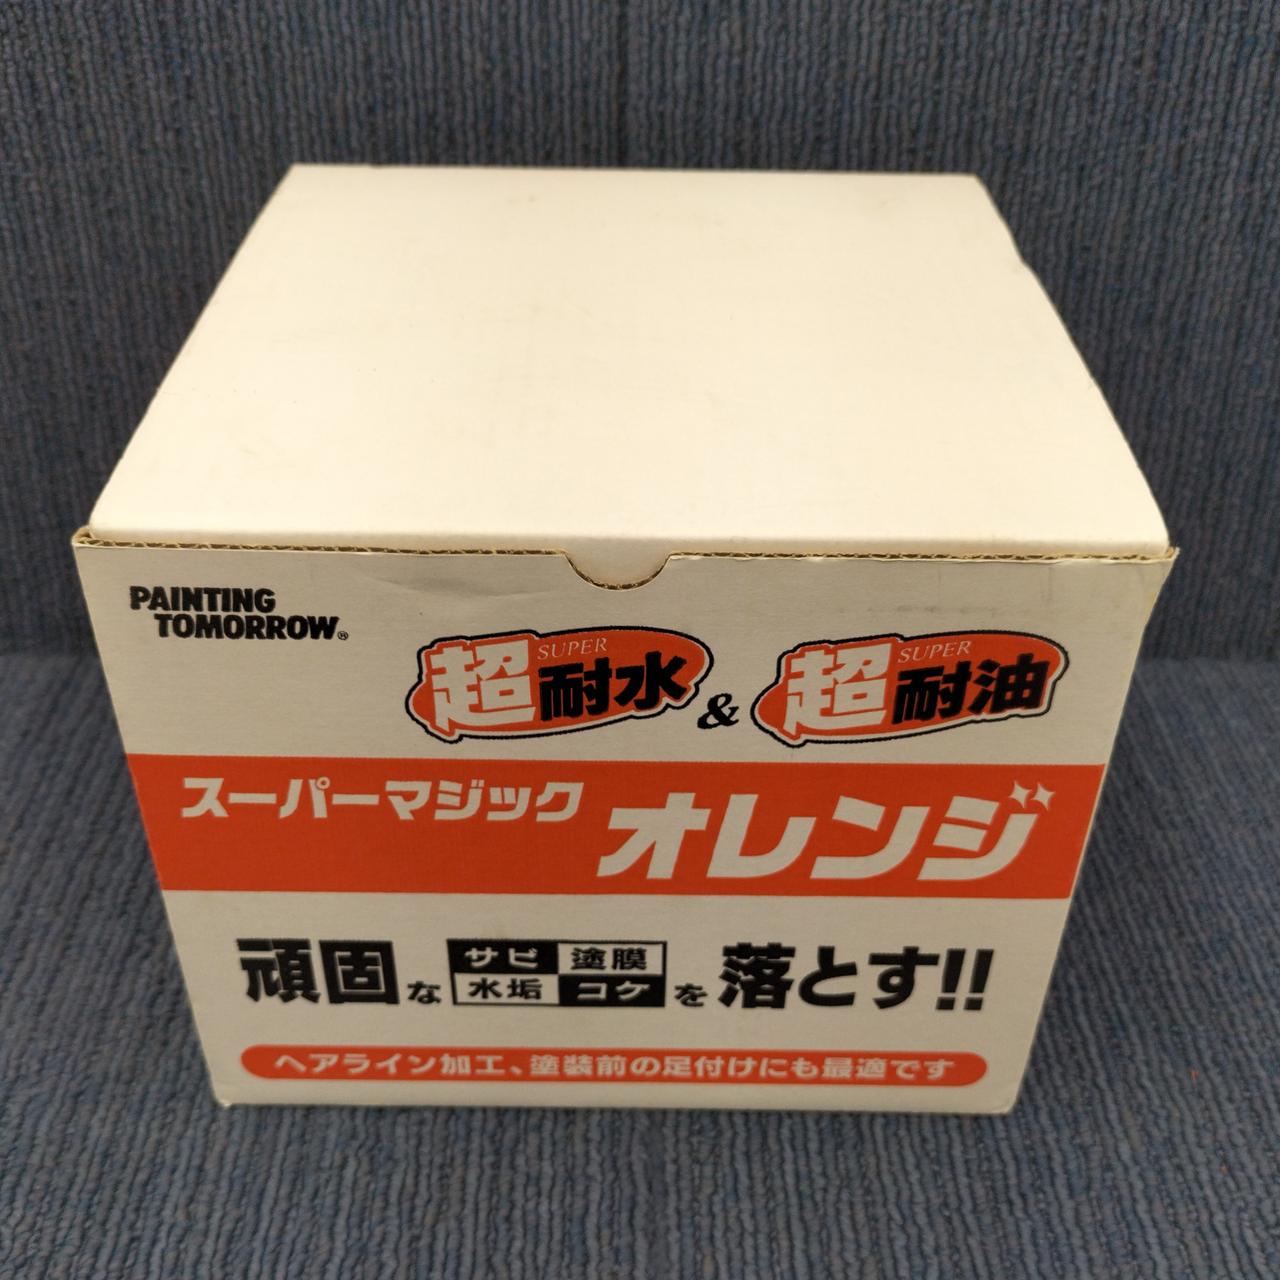 PAINTING
TOMORROW®
超SUPER耐水 & 超SUPER耐油
スーパーマジック オレンジ
頑固な サビ 塗膜 水垢 コケ を 落とす!!
ヘアライン加工、塗装前の足付けにも最適です